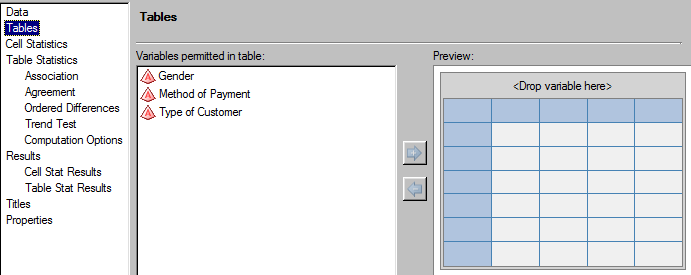 Data
Tables
Cell Statistics
Table Statistics
Association
Agreement
Ordered Differences
Trend Test
Computation Options
Results
Cell Stat Results
Table Stat Results
Titles
Properties
Tables
Variables permitted in table:
Gender
Method of Payment
Type of Customer
Preview:
<Drop variable here>